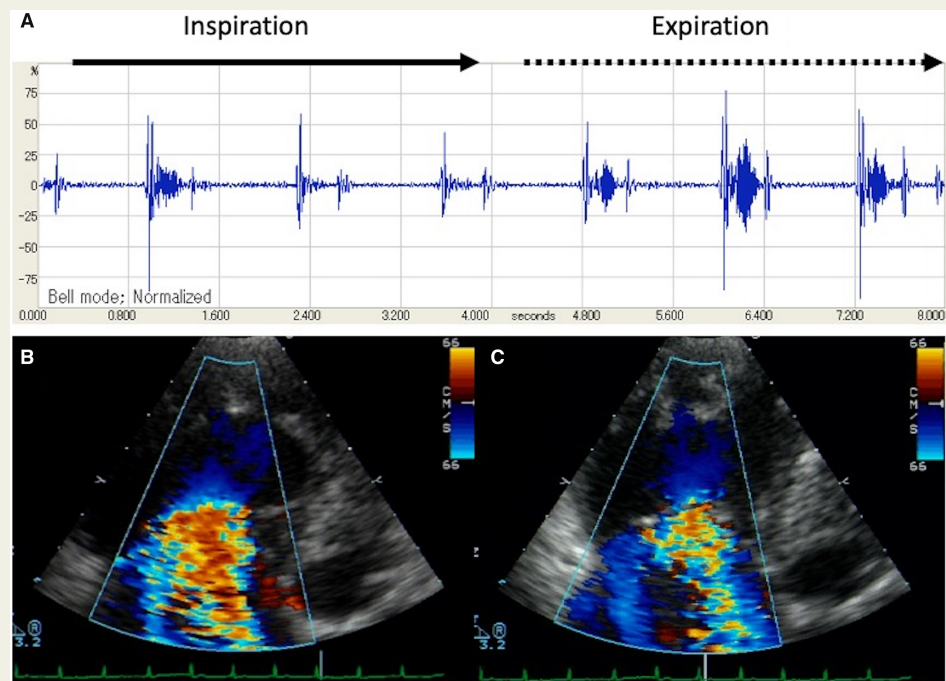 A
Inspiration Expiration
%
75
50
25
0
-25
-50
-75
Bell mode; Normalized
0.000 0.800 1.600 2.400 3.200 4.000 seconds 4.800 5.600 6.400 7.200 8.000
B
66
C
M
/
S
66
R
3.2
C
66
C
M
/
S
66
R
3.2